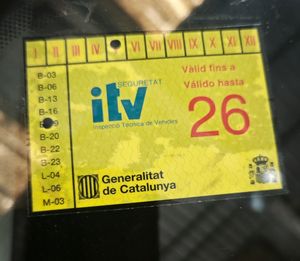 I II III IV VI VII VIII IX X XI XII
B-03
B-06
B-13
B-16
B-20
B-22
B-23
L-04
L-06
M-03
SEGURETAT
itv
Inspecció Tècnica de Vehicles
Vàlid fins a
Válido hasta
26
Generalitat
de Catalunya